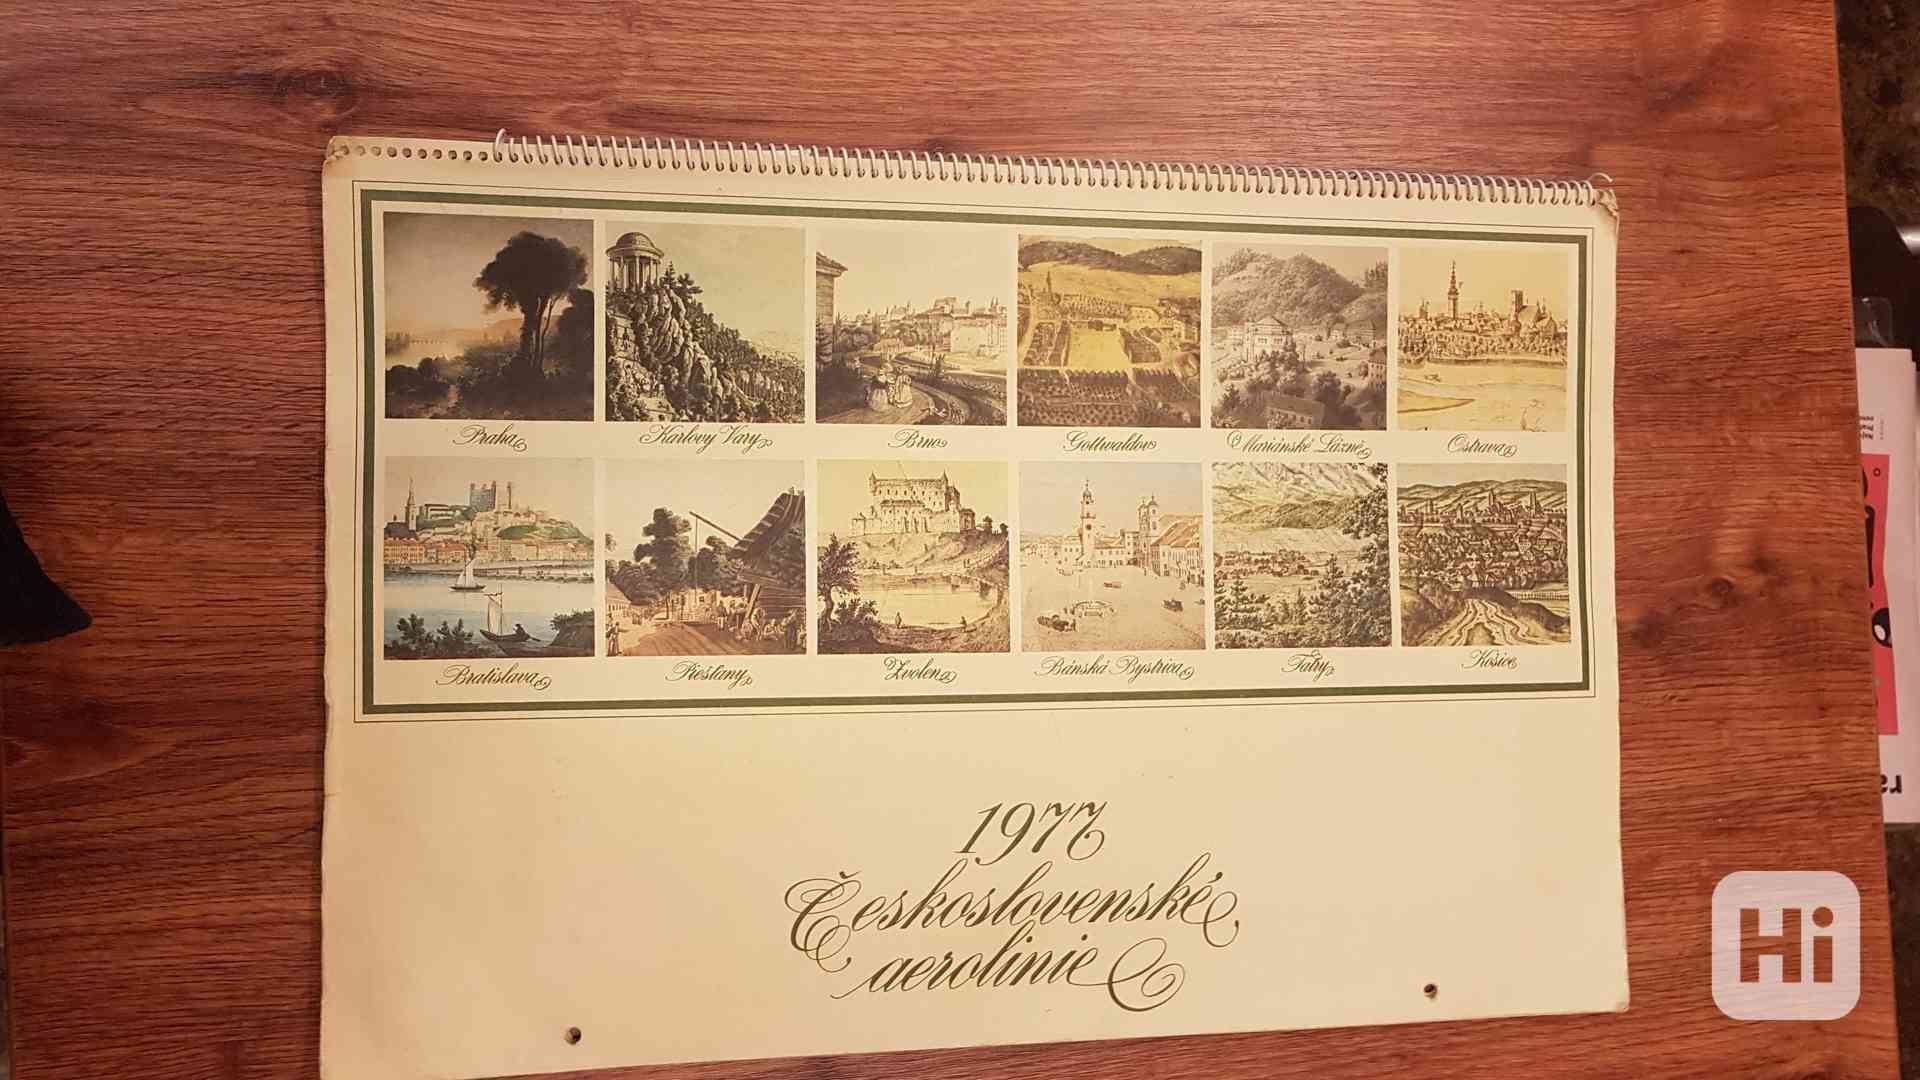 Praha
Karlovy Vary
Brno
Gottwaldov
Mariánské Lázně
Ostrava
Bratislava
Piešťany
Zvolen
Bánská Bystrica
Tatry
Košice
1977
Československé
aerolinie
Hi